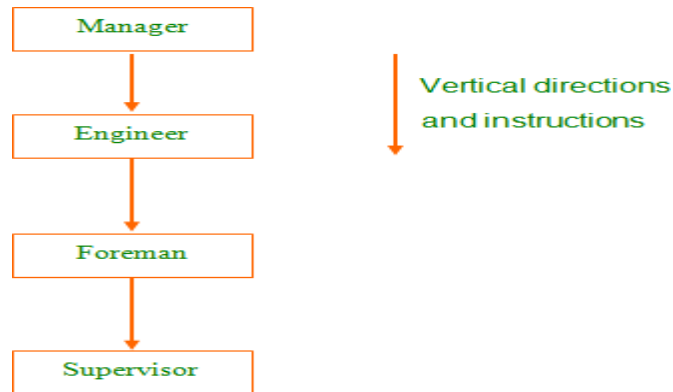 Manager
Vertical directions
and instructions
Engineer
Foreman
Supervisor